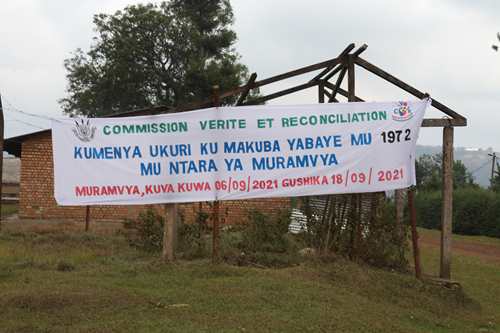 COMMISSION VERITE ET RECONCILIATION
KUMENYA UKURI KU MAKUBA YABAYE MU 1972
MU NTARA YA MURAMVYA
MURAMVYA, KUVA KUWA 06/09/2021 GUSHIKA 18/09/2021